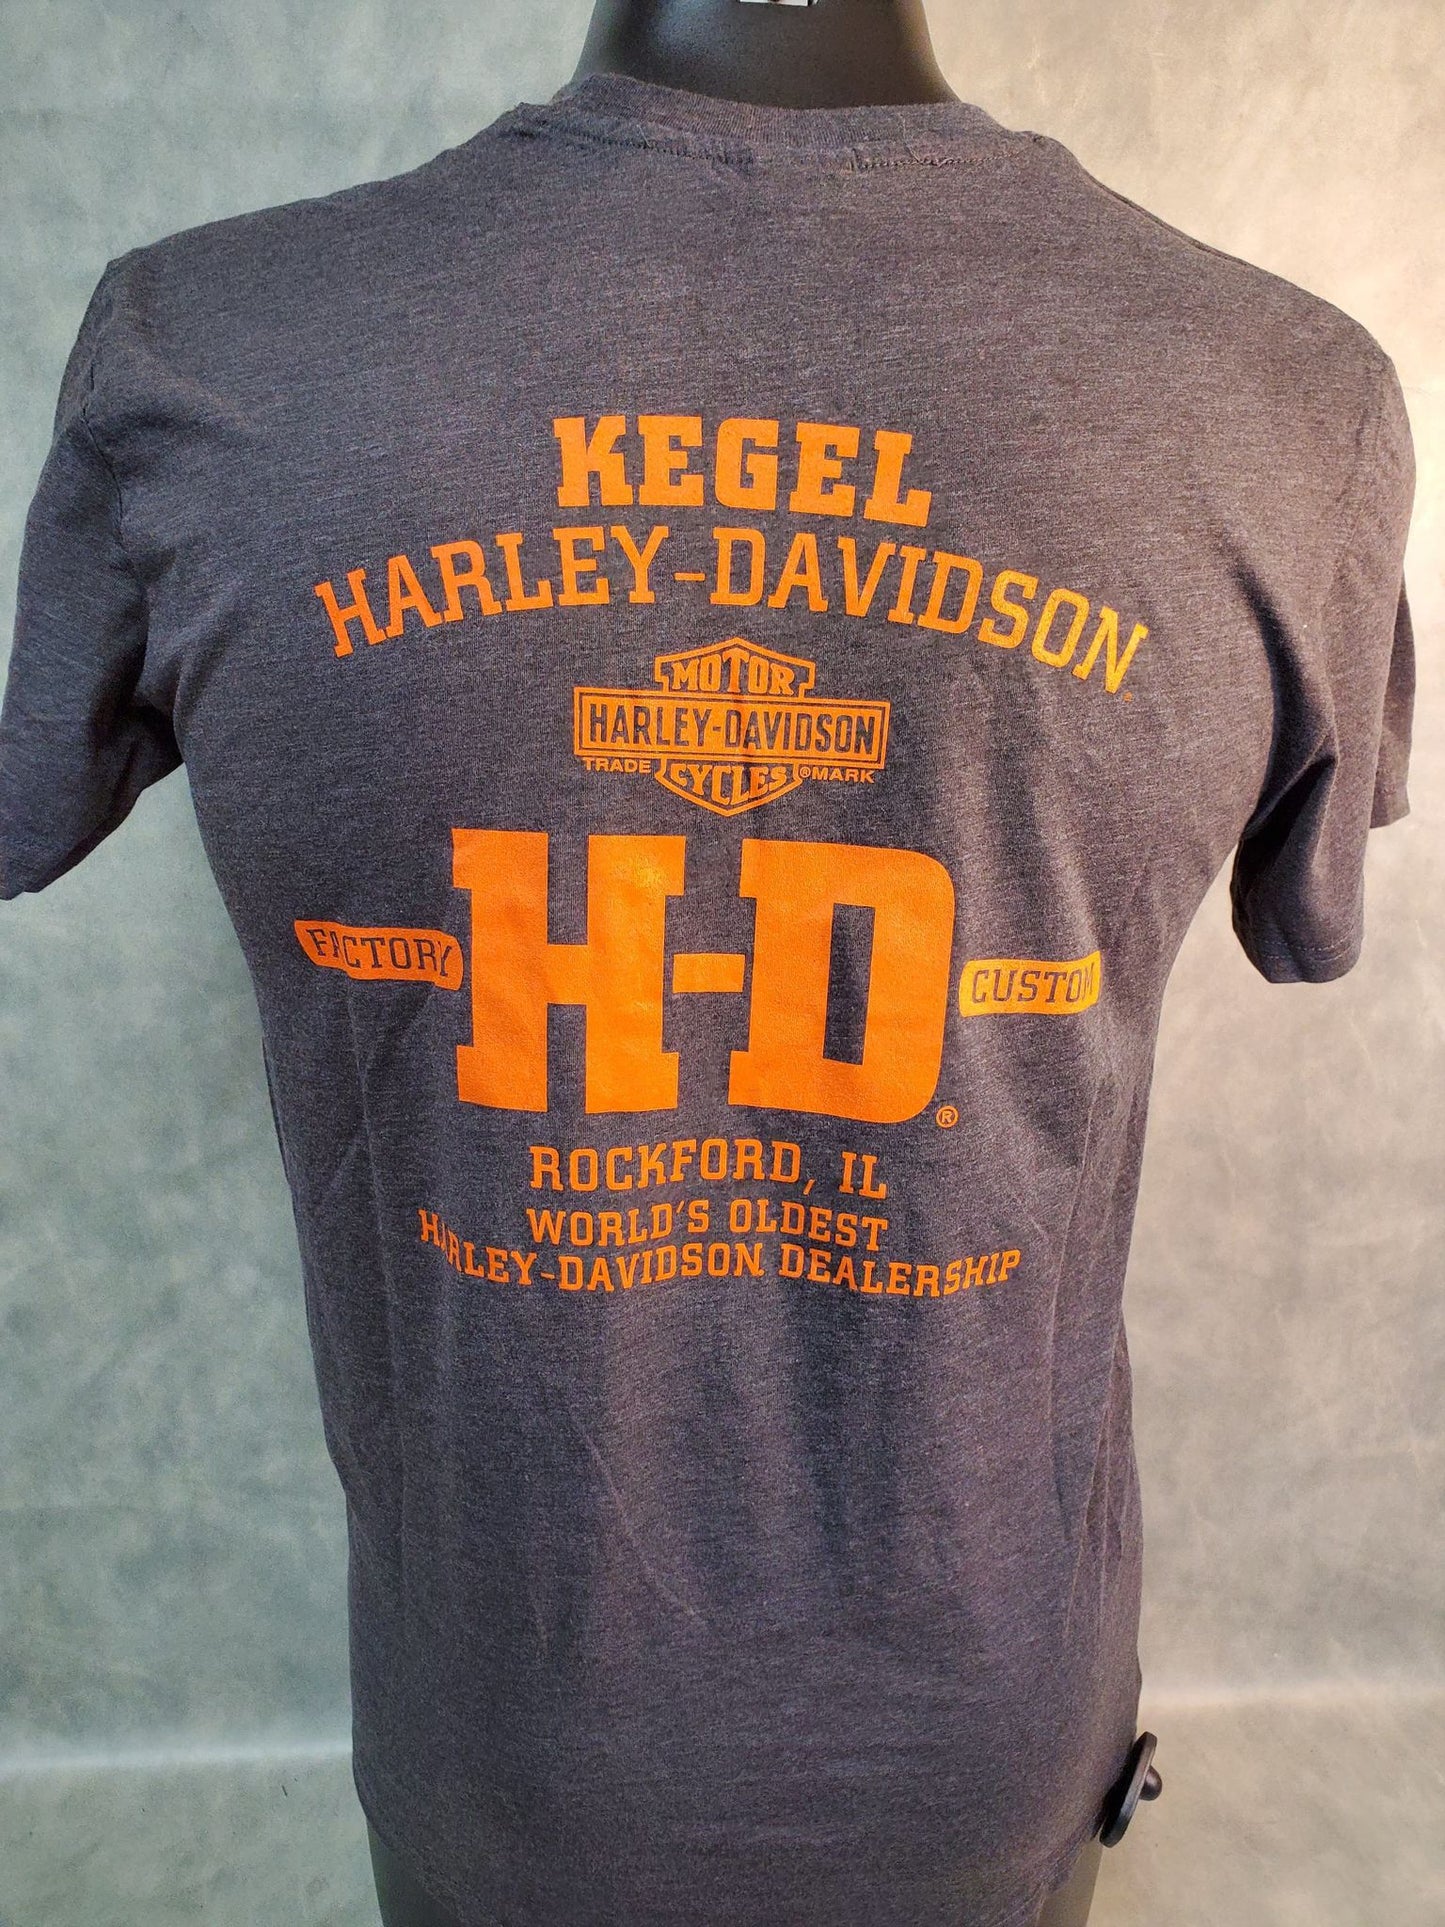 KEGEL
HARLEY-DAVIDSON
MOTOR
HARLEY-DAVIDSON
TRADE ®MARK
CYCLES
FACTORY H-D CUSTOM
®
ROCKFORD, IL
WORLD'S OLDEST
HARLEY-DAVIDSON DEALERSHIP